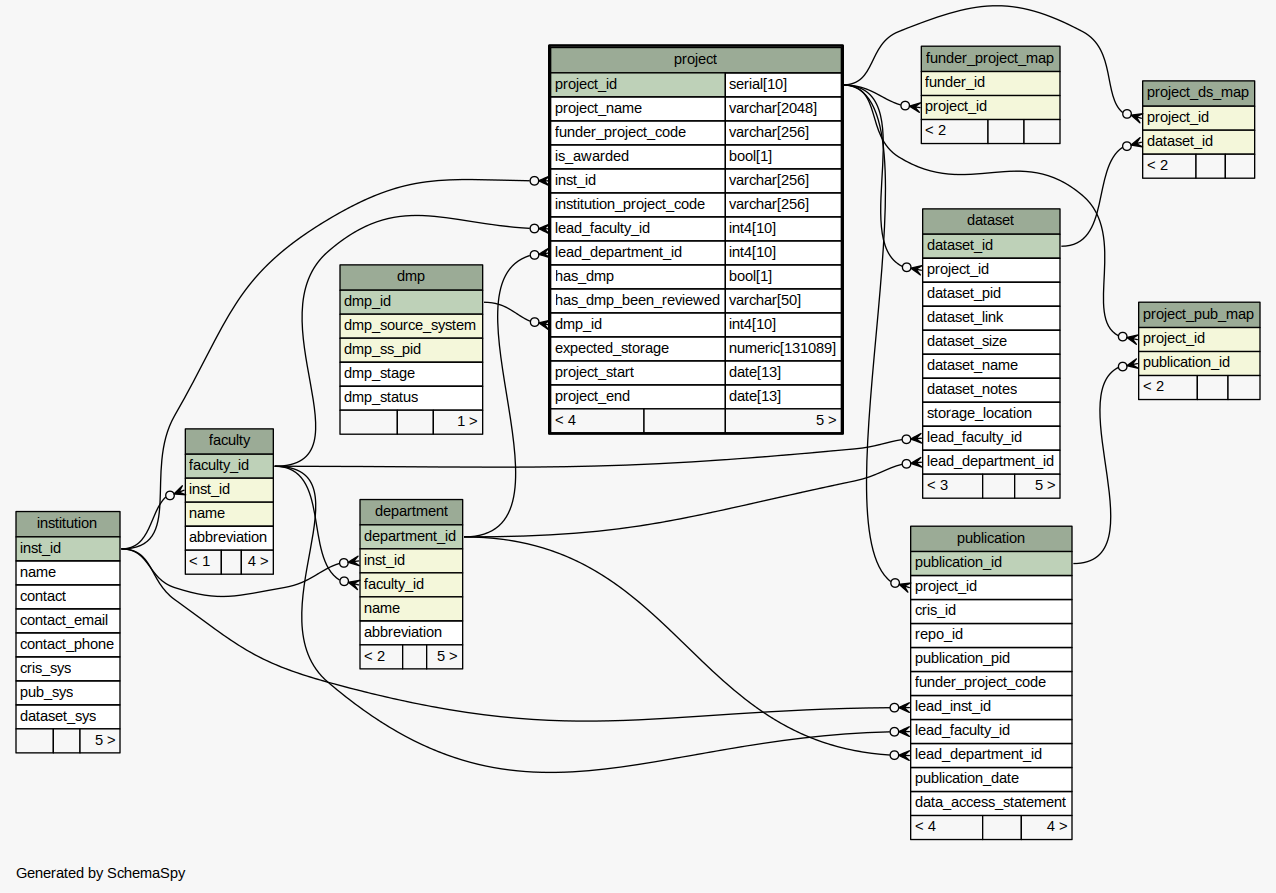 project
project_id serial[10]
project_name varchar[2048]
funder_project_code varchar[256]
is_awarded bool[1]
inst_id varchar[256]
institution_project_code varchar[256]
lead_faculty_id int4[10]
lead_department_id int4[10]
has_dmp bool[1]
has_dmp_been_reviewed varchar[50]
dmp_id int4[10]
expected_storage numeric[131089]
project_start date[13]
project_end date[13]
< 4 5 >
funder_project_map
funder_id
project_id
< 2
project_ds_map
project_id
dataset_id
< 2
dataset
dataset_id
project_id
dataset_pid
dataset_link
dataset_size
dataset_name
dataset_notes
storage_location
lead_faculty_id
lead_department_id
< 3 5 >
dmp
dmp_id
dmp_source_system
dmp_ss_pid
dmp_stage
dmp_status
1 >
project_pub_map
project_id
publication_id
< 2
faculty
faculty_id
inst_id
name
abbreviation
< 1 4 >
department
department_id
inst_id
faculty_id
name
abbreviation
< 2 5 >
institution
inst_id
name
contact
contact_email
contact_phone
cris_sys
pub_sys
dataset_sys
5 >
publication
publication_id
project_id
cris_id
repo_id
publication_pid
funder_project_code
lead_inst_id
lead_faculty_id
lead_department_id
publication_date
data_access_statement
< 4 4 >
Generated by SchemaSpy